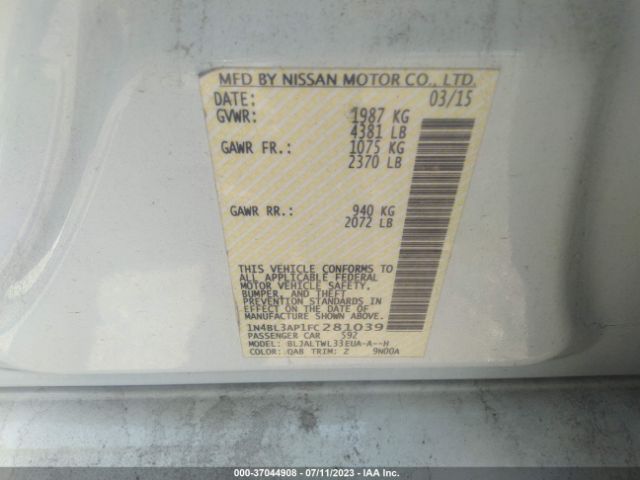 MFD BY NISSAN MOTOR CO., LTD.
DATE: 03/15
GVWR: 1987 KG
4381 LB
GAWR FR.: 1075 KG
2370 LB
GAWR RR.: 940 KG
2072 LB
THIS VEHICLE CONFORMS TO
ALL APPLICABLE FEDERAL
MOTOR VEHICLE SAFETY,
BUMPER, AND THEFT
PREVENTION STANDARDS
IN EFFECT ON THE DATE OF
MANUFACTURE SHOWN ABOVE.
1N4BL3AP1FC281039
PASSENGER CAR 592
MODEL: BLJALTWL33EUA-A--H
COLOR: QAB TRIM: Z 9N00A
000-37044908 - 07/11/2023 - IAA Inc.